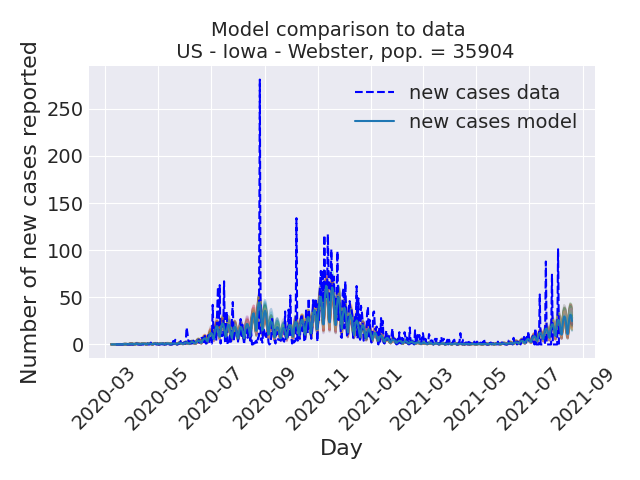 Model comparison to data
US - Iowa - Webster, pop. = 35904
Number of new cases reported
250
200
150
100
50
0
new cases data
new cases model
2020-03
2020-05
2020-07
2020-09
2020-11
2021-01
2021-03
2021-05
2021-07
2021-09
Day